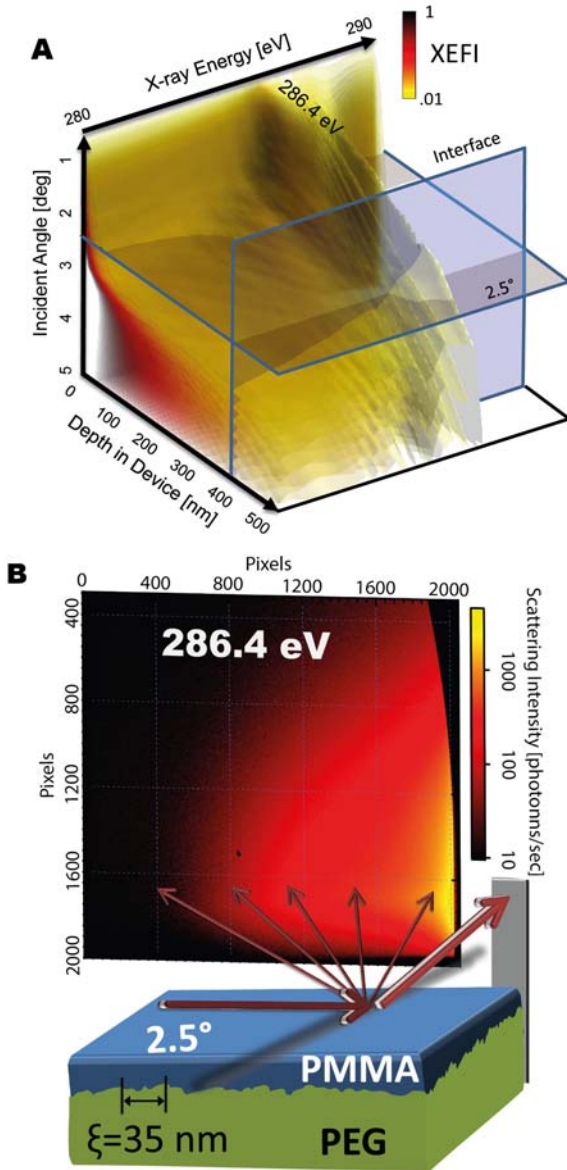 A
X-ray Energy [eV]
280
290
286.4 eV
1
XEFI
.01
Interface
2.5°
Incident Angle [deg]
1
2
3
4
5
0
100
200
300
400
500
Depth in Device [nm]
B
Pixels
0 400 800 1200 1600 2000
Pixels
400
800
1200
1600
2000
286.4 eV
Scattering Intensity [photonns/sec]
1000
100
10
2.5°
PMMA
ξ=35 nm
PEG